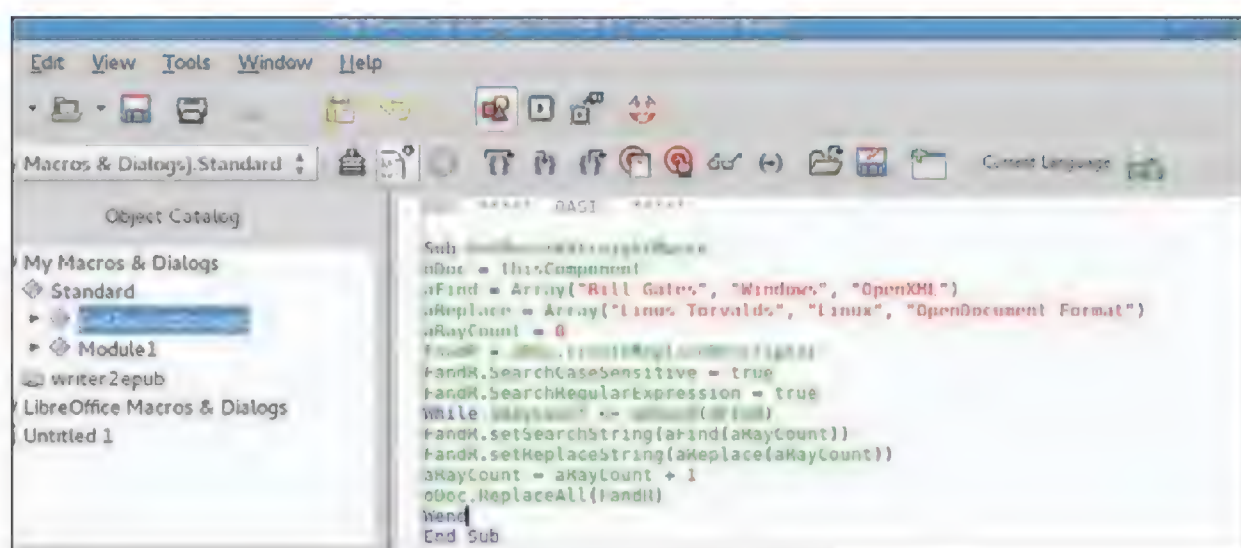 Edit View Tools Window Help
Macros & Dialogs].Standard
Current Language
Object Catalog
My Macros & Dialogs
Standard
Module1
writer2epub
LibreOffice Macros & Dialogs
Untitled 1
BASIC
Sub
oDoc = thisComponent
aFind = Array("Bill Gates", "Windows", "OpenXML")
aReplace = Array("Linus Torvalds", "Linux", "OpenDocument Format")
aRayCount = 0
FandR =
FandR.SearchCaseSensitive = true
FandR.SearchRegularExpression = true
While
FandR.setSearchString(aFind(aRayCount))
FandR.setReplaceString(aReplace(aRayCount))
aRayCount = aRayCount + 1
oDoc.ReplaceAll(FandR)
Wend
End Sub